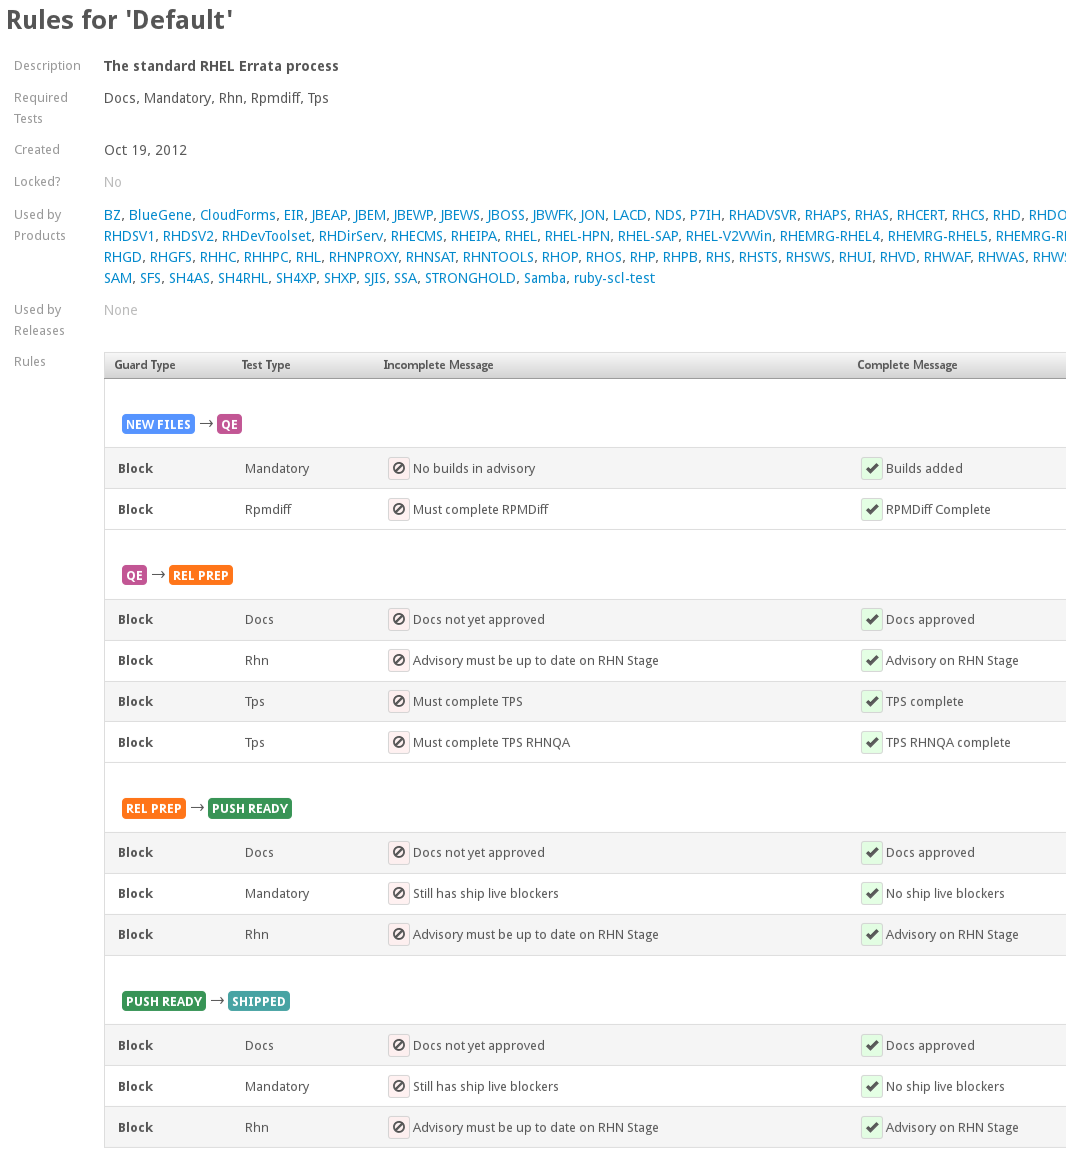 Rules for 'Default'
Description The standard RHEL Errata process
Required Tests Docs, Mandatory, Rhn, Rpmdiff, Tps
Created Oct 19, 2012
Locked? No
Used by Products BZ, BlueGene, CloudForms, EIR, JBEAP, JBEM, JBEWP, JBEWS, JBOSS, JBWFK, JON, LACD, NDS, P7IH, RHADVSVR, RHAPS, RHAS, RHCERT, RHCS, RHD, RHDO
RHDSV1, RHDSV2, RHDevToolset, RHDirServ, RHECMS, RHEIPA, RHEL, RHEL-HPN, RHEL-SAP, RHEL-V2VWin, RHEMRG-RHEL4, RHEMRG-RHEL5, RHEMRG-R
RHGD, RHGFS, RHHC, RHHPC, RHL, RHNPROXY, RHNSAT, RHNTOOLS, RHOP, RHOS, RHP, RHPB, RHS, RHSTS, RHSWS, RHUI, RHVD, RHWAF, RHWAS, RHWS
SAM, SFS, SH4AS, SH4RHL, SH4XP, SHXP, SJIS, SSA, STRONGHOLD, Samba, ruby-scl-test
Used by Releases None
Rules
Guard Type Test Type Incomplete Message Complete Message
NEW FILES → QE
Block Mandatory No builds in advisory Builds added
Block Rpmdiff Must complete RPMDiff RPMDiff Complete
QE → REL PREP
Block Docs Docs not yet approved Docs approved
Block Rhn Advisory must be up to date on RHN Stage Advisory on RHN Stage
Block Tps Must complete TPS TPS complete
Block Tps Must complete TPS RHNQA TPS RHNQA complete
REL PREP → PUSH READY
Block Docs Docs not yet approved Docs approved
Block Mandatory Still has ship live blockers No ship live blockers
Block Rhn Advisory must be up to date on RHN Stage Advisory on RHN Stage
PUSH READY → SHIPPED
Block Docs Docs not yet approved Docs approved
Block Mandatory Still has ship live blockers No ship live blockers
Block Rhn Advisory must be up to date on RHN Stage Advisory on RHN Stage